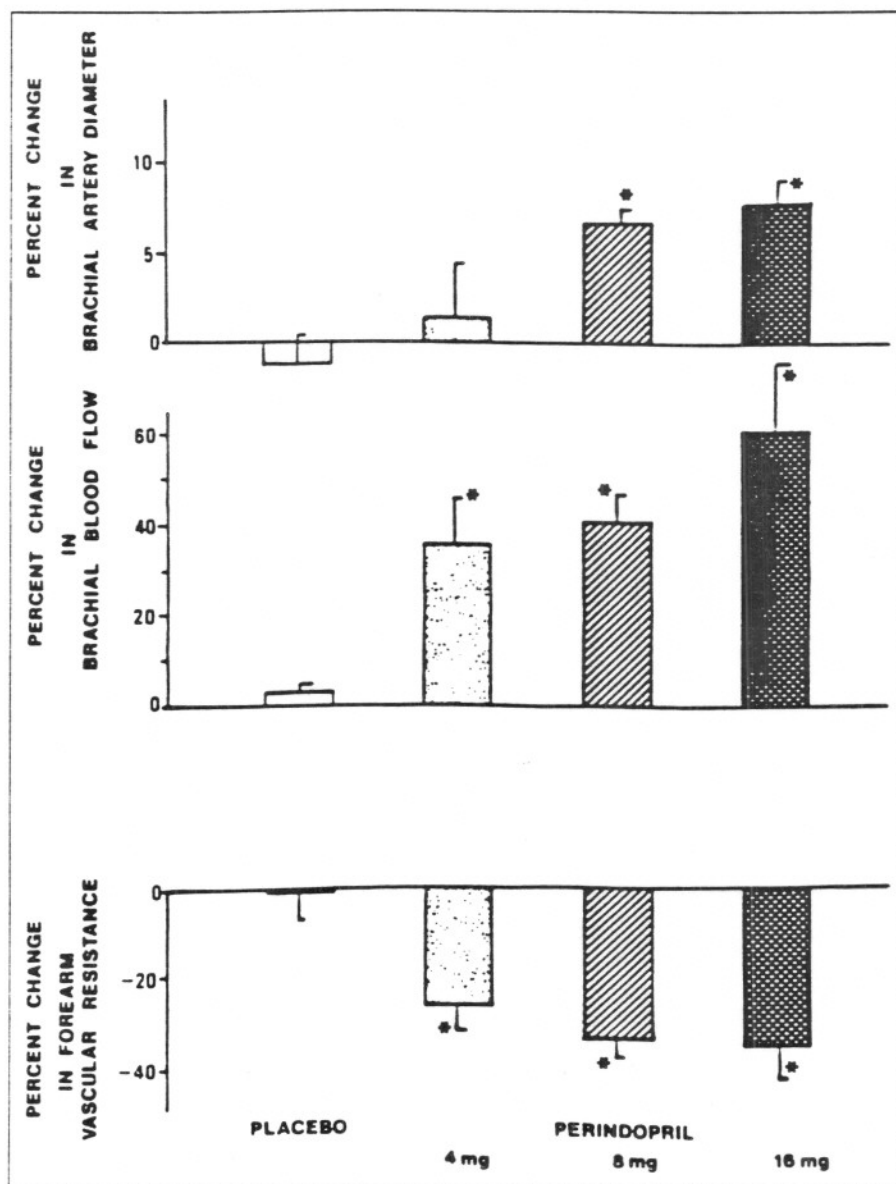 PERCENT CHANGE
IN
BRACHIAL ARTERY DIAMETER
10
5
0
*
*
PERCENT CHANGE
IN
BRACHIAL BLOOD FLOW
60
40
20
0
*
*
*
PERCENT CHANGE
IN FOREARM
VASCULAR RESISTANCE
0
-20
-40
*
*
*
PLACEBO PERINDOPRIL
4 mg 8 mg 16 mg